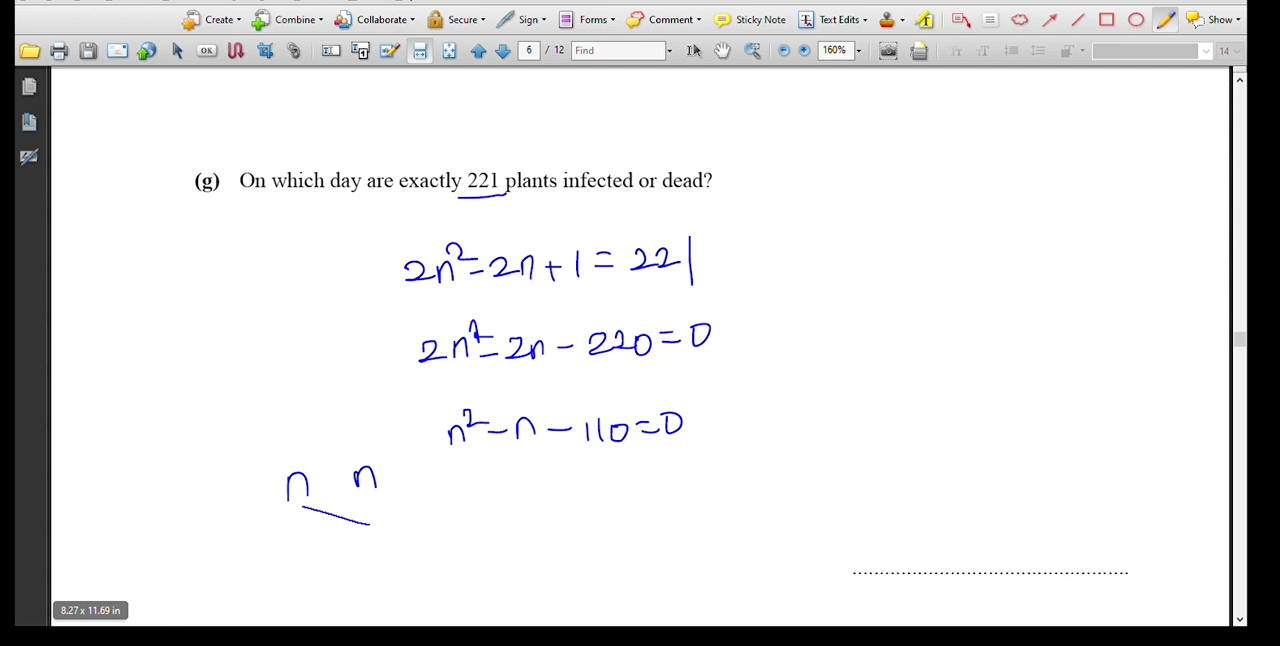 Create Combine Collaborate Secure Sign Forms Comment Sticky Note Text Edits Show
OK 6 / 12 Find 160% Tr T 14
(g) On which day are exactly 221 plants infected or dead?
2n² - 2n + 1 = 221
2n² - 2n - 220 = 0
n² - n - 110 = 0
n n
8.27 x 11.69 in